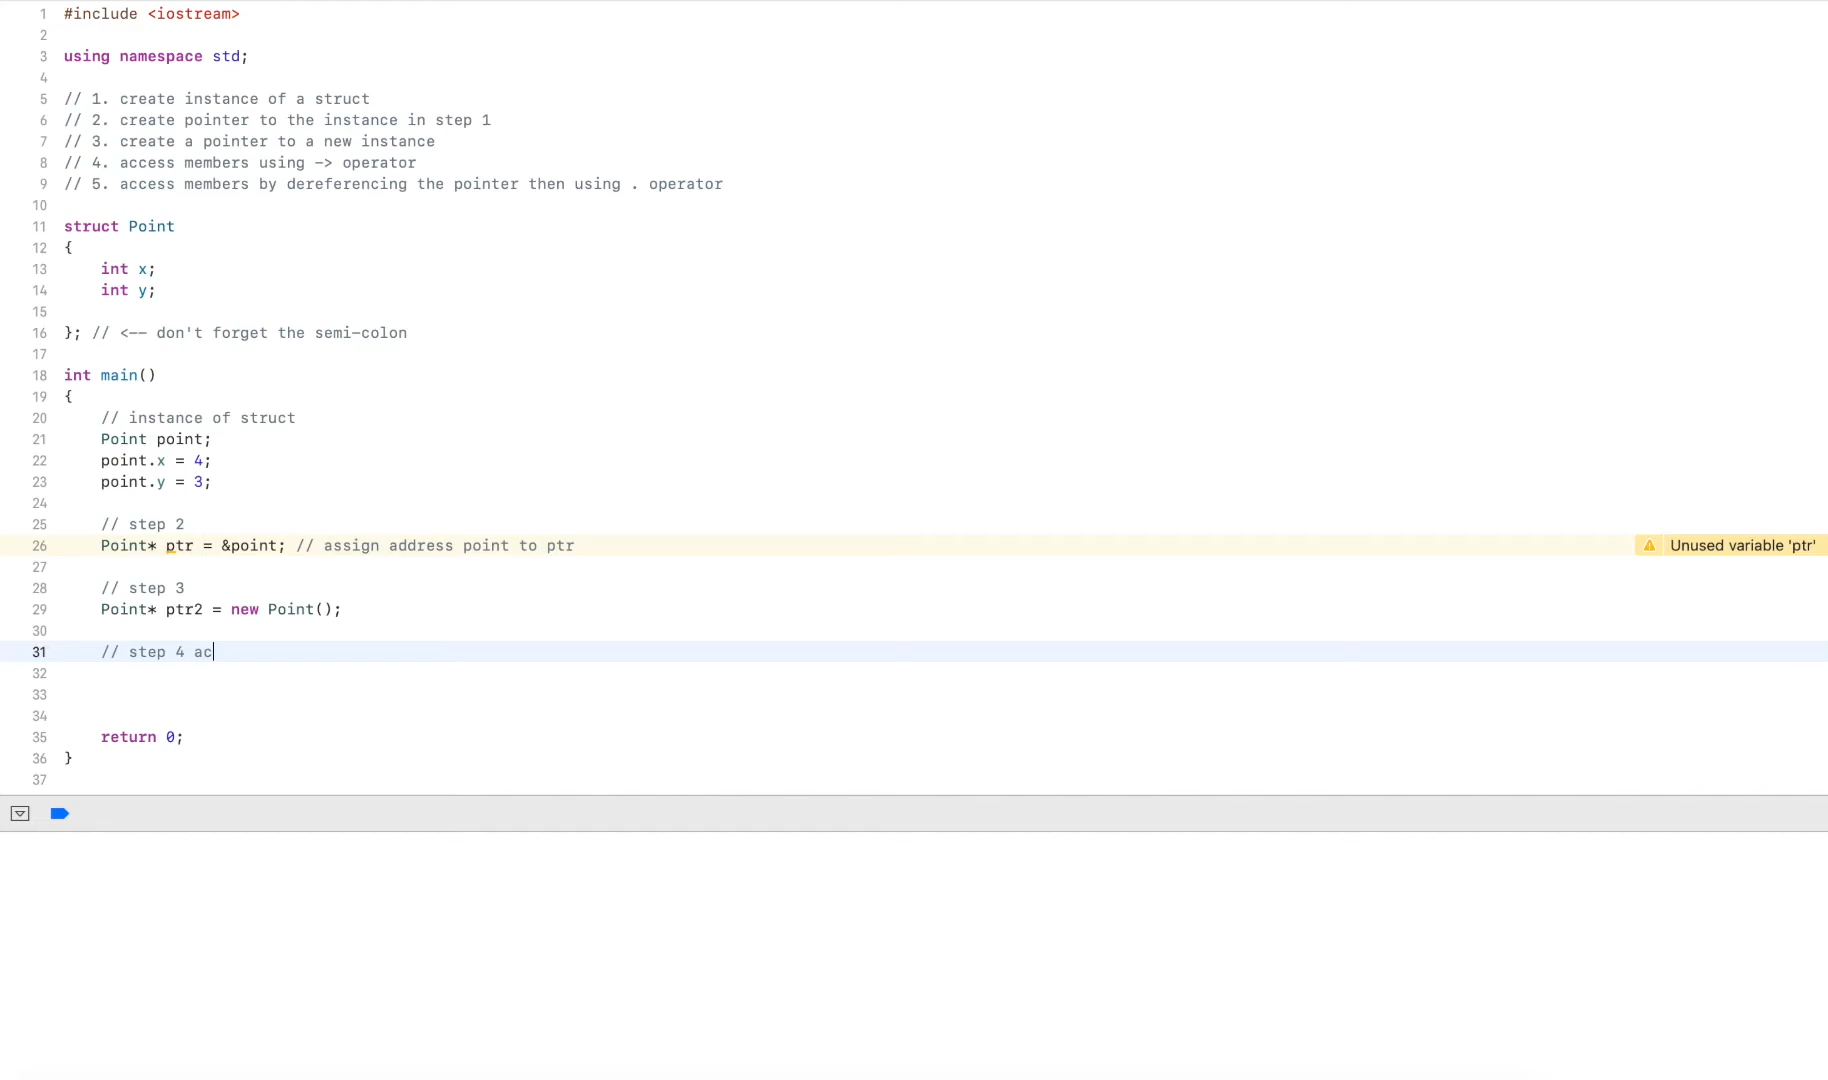 1 #include <iostream>
2
3 using namespace std;
4
5 // 1. create instance of a struct
6 // 2. create pointer to the instance in step 1
7 // 3. create a pointer to a new instance
8 // 4. access members using -> operator
9 // 5. access members by dereferencing the pointer then using . operator
10
11 struct Point
12 {
13     int x;
14     int y;
15
16 }; // <-- don't forget the semi-colon
17
18 int main()
19 {
20     // instance of struct
21     Point point;
22     point.x = 4;
23     point.y = 3;
24
25     // step 2
26     Point* ptr = &point; // assign address point to ptr Unused variable 'ptr'
27
28     // step 3
29     Point* ptr2 = new Point();
30
31     // step 4 ac
32
33
34
35     return 0;
36 }
37